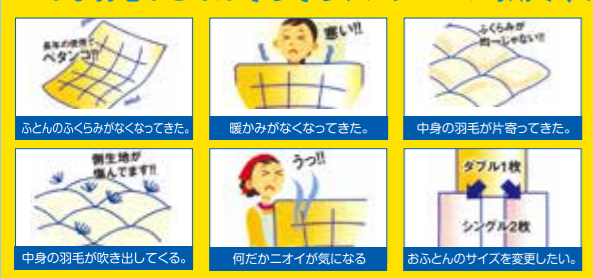 長年の使用で
ペタンコ!!
ふとんのふくらみがなくなってきた。
寒い!!
暖かみがなくなってきた。
ふくらみが
均一じゃない!!
中身の羽毛が片寄ってきた。
側生地が
傷んでます!!
中身の羽毛が吹き出してくる。
うっ!!
何だかニオイが気になる
ダブル1枚
シングル2枚
おふとんのサイズを変更したい。